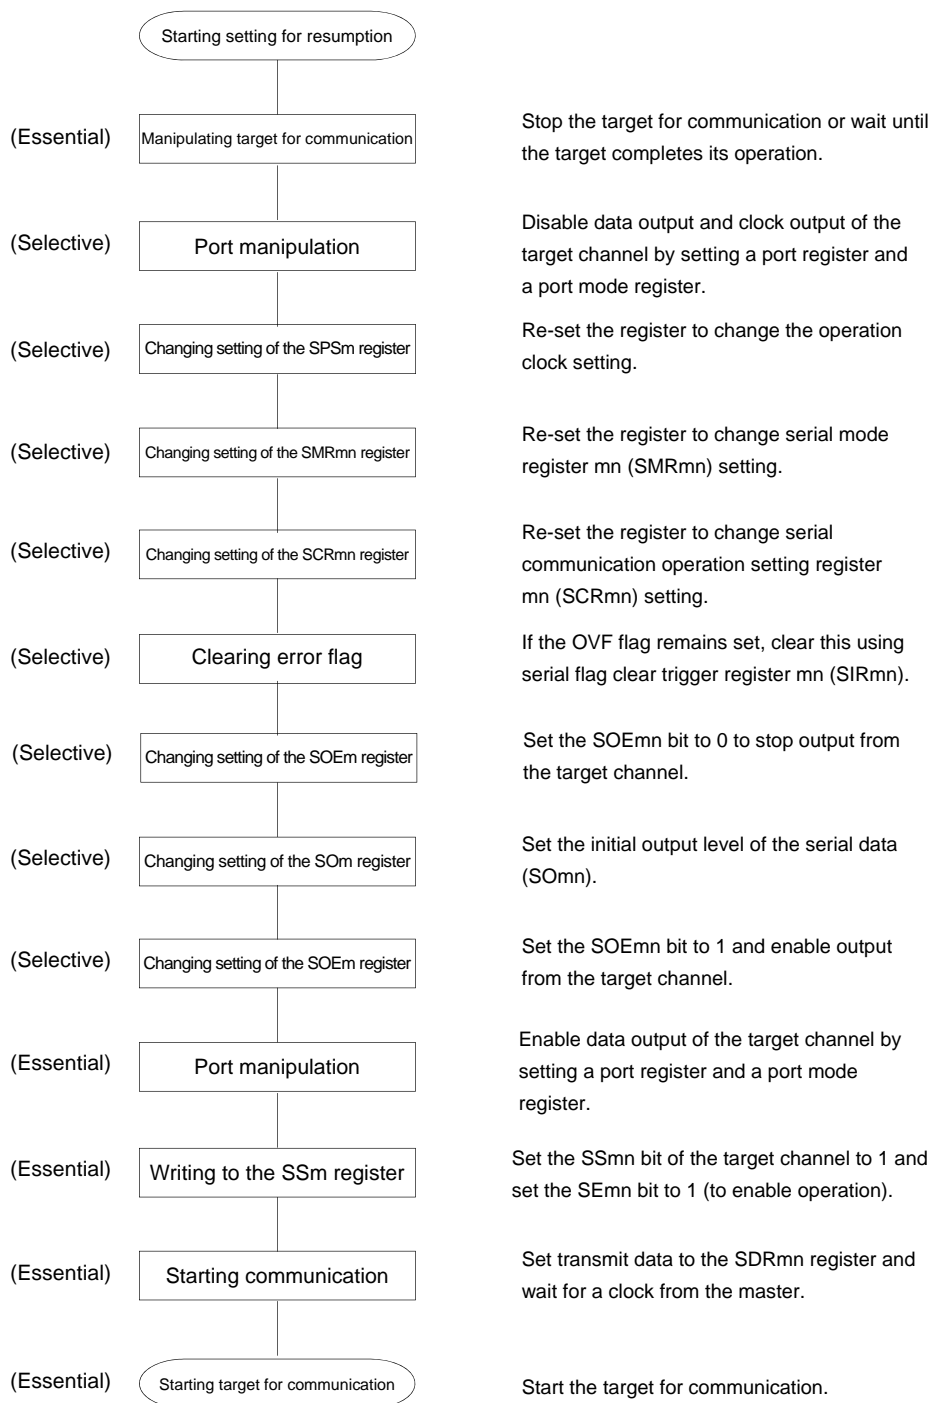 Starting setting for resumption
(Essential)
Manipulating target for communication
Stop the target for communication or wait until
the target completes its operation.
(Selective)
Port manipulation
Disable data output and clock output of the
target channel by setting a port register and
a port mode register.
(Selective)
Changing setting of the SPSm register
Re-set the register to change the operation
clock setting.
(Selective)
Changing setting of the SMRmn register
Re-set the register to change serial mode
register mn (SMRmn) setting.
(Selective)
Changing setting of the SCRmn register
Re-set the register to change serial
communication operation setting register
mn (SCRmn) setting.
(Selective)
Clearing error flag
If the OVF flag remains set, clear this using
serial flag clear trigger register mn (SIRmn).
(Selective)
Changing setting of the SOEm register
Set the SOEmn bit to 0 to stop output from
the target channel.
(Selective)
Changing setting of the SOm register
Set the initial output level of the serial data
(SOmn).
(Selective)
Changing setting of the SOEm register
Set the SOEmn bit to 1 and enable output
from the target channel.
(Essential)
Port manipulation
Enable data output of the target channel by
setting a port register and a port mode
register.
(Essential)
Writing to the SSm register
Set the SSmn bit of the target channel to 1 and
set the SEmn bit to 1 (to enable operation).
(Essential)
Starting communication
Set transmit data to the SDRmn register and
wait for a clock from the master.
(Essential)
Starting target for communication
Start the target for communication.